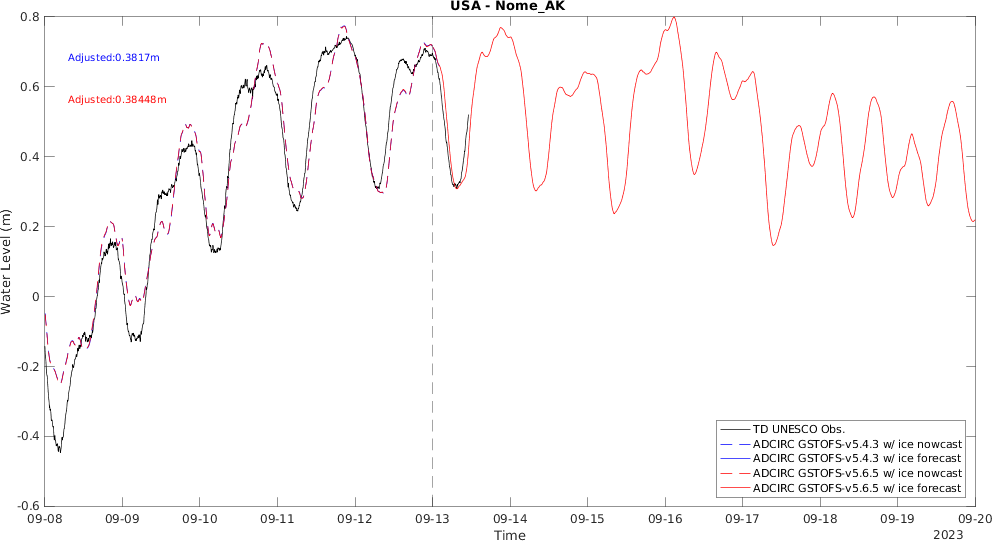 USA - Nome_AK
0.8
0.6
0.4
0.2
0
-0.2
-0.4
-0.6
Water Level (m)
Adjusted:0.3817m
Adjusted:0.38448m
TD UNESCO Obs.
ADCIRC GSTOFS-v5.4.3 w/ ice nowcast
ADCIRC GSTOFS-v5.4.3 w/ ice forecast
ADCIRC GSTOFS-v5.6.5 w/ ice nowcast
ADCIRC GSTOFS-v5.6.5 w/ ice forecast
09-08 09-09 09-10 09-11 09-12 09-13 09-14 09-15 09-16 09-17 09-18 09-19 09-20
Time
2023